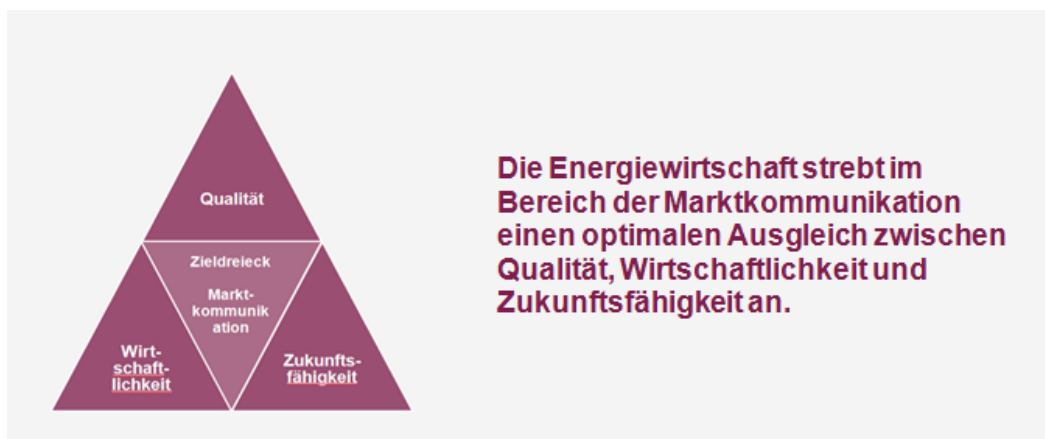 Qualität
Zieldreieck
Markt-
kommunik
ation
Wirt-
schaft-
lichkeit
Zukunfts-
fähigkeit
Die Energiewirtschaft strebt im
Bereich der Marktkommunikation
einen optimalen Ausgleich zwischen
Qualität, Wirtschaftlichkeit und
Zukunftsfähigkeit an.